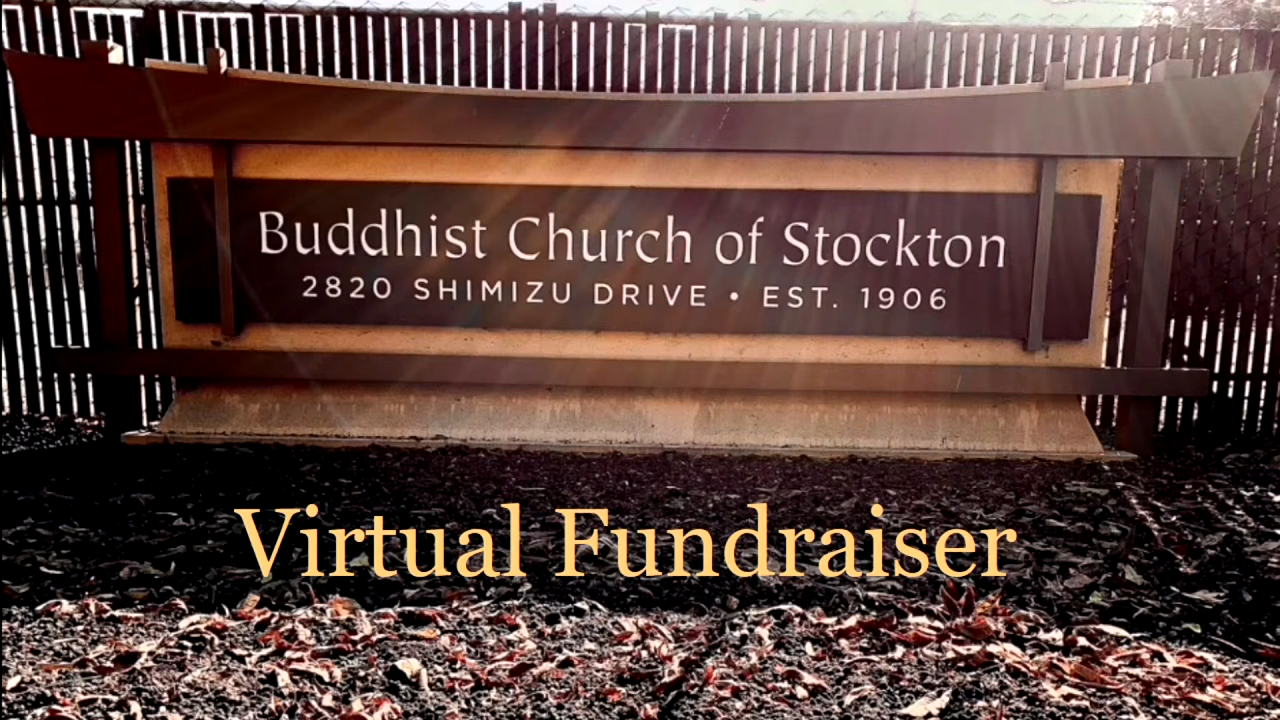 Buddhist Church of Stockton
2820 SHIMIZU DRIVE • EST. 1906
Virtual Fundraiser